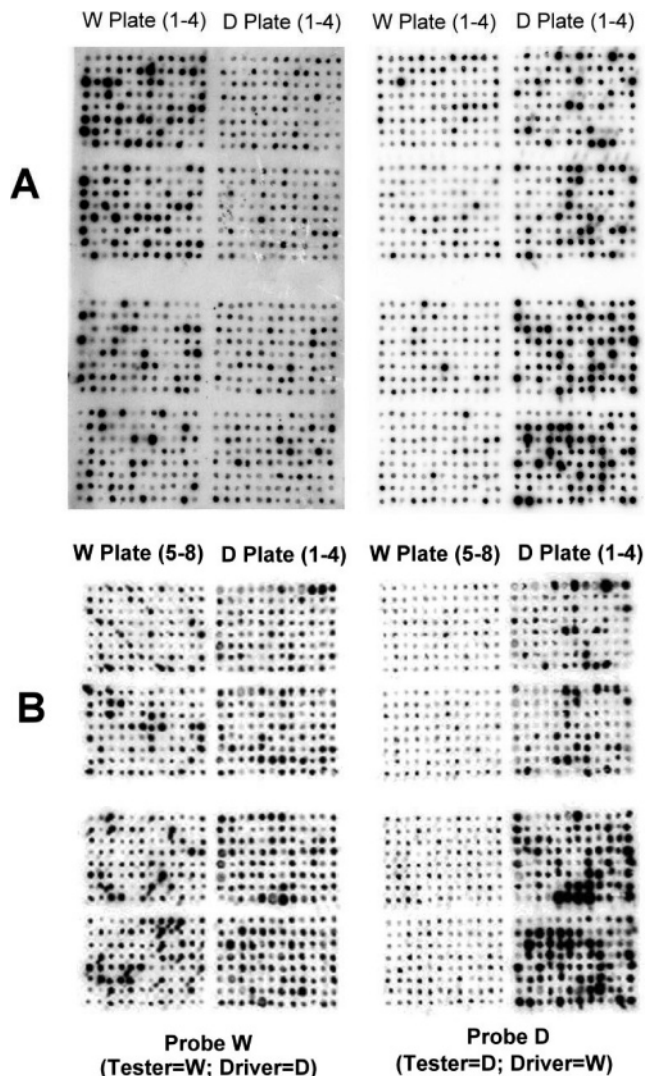 W Plate (1-4) D Plate (1-4) W Plate (1-4) D Plate (1-4)
A
W Plate (5-8) D Plate (1-4) W Plate (5-8) D Plate (1-4)
B
Probe W Probe D
(Tester=W; Driver=D) (Tester=D; Driver=W)